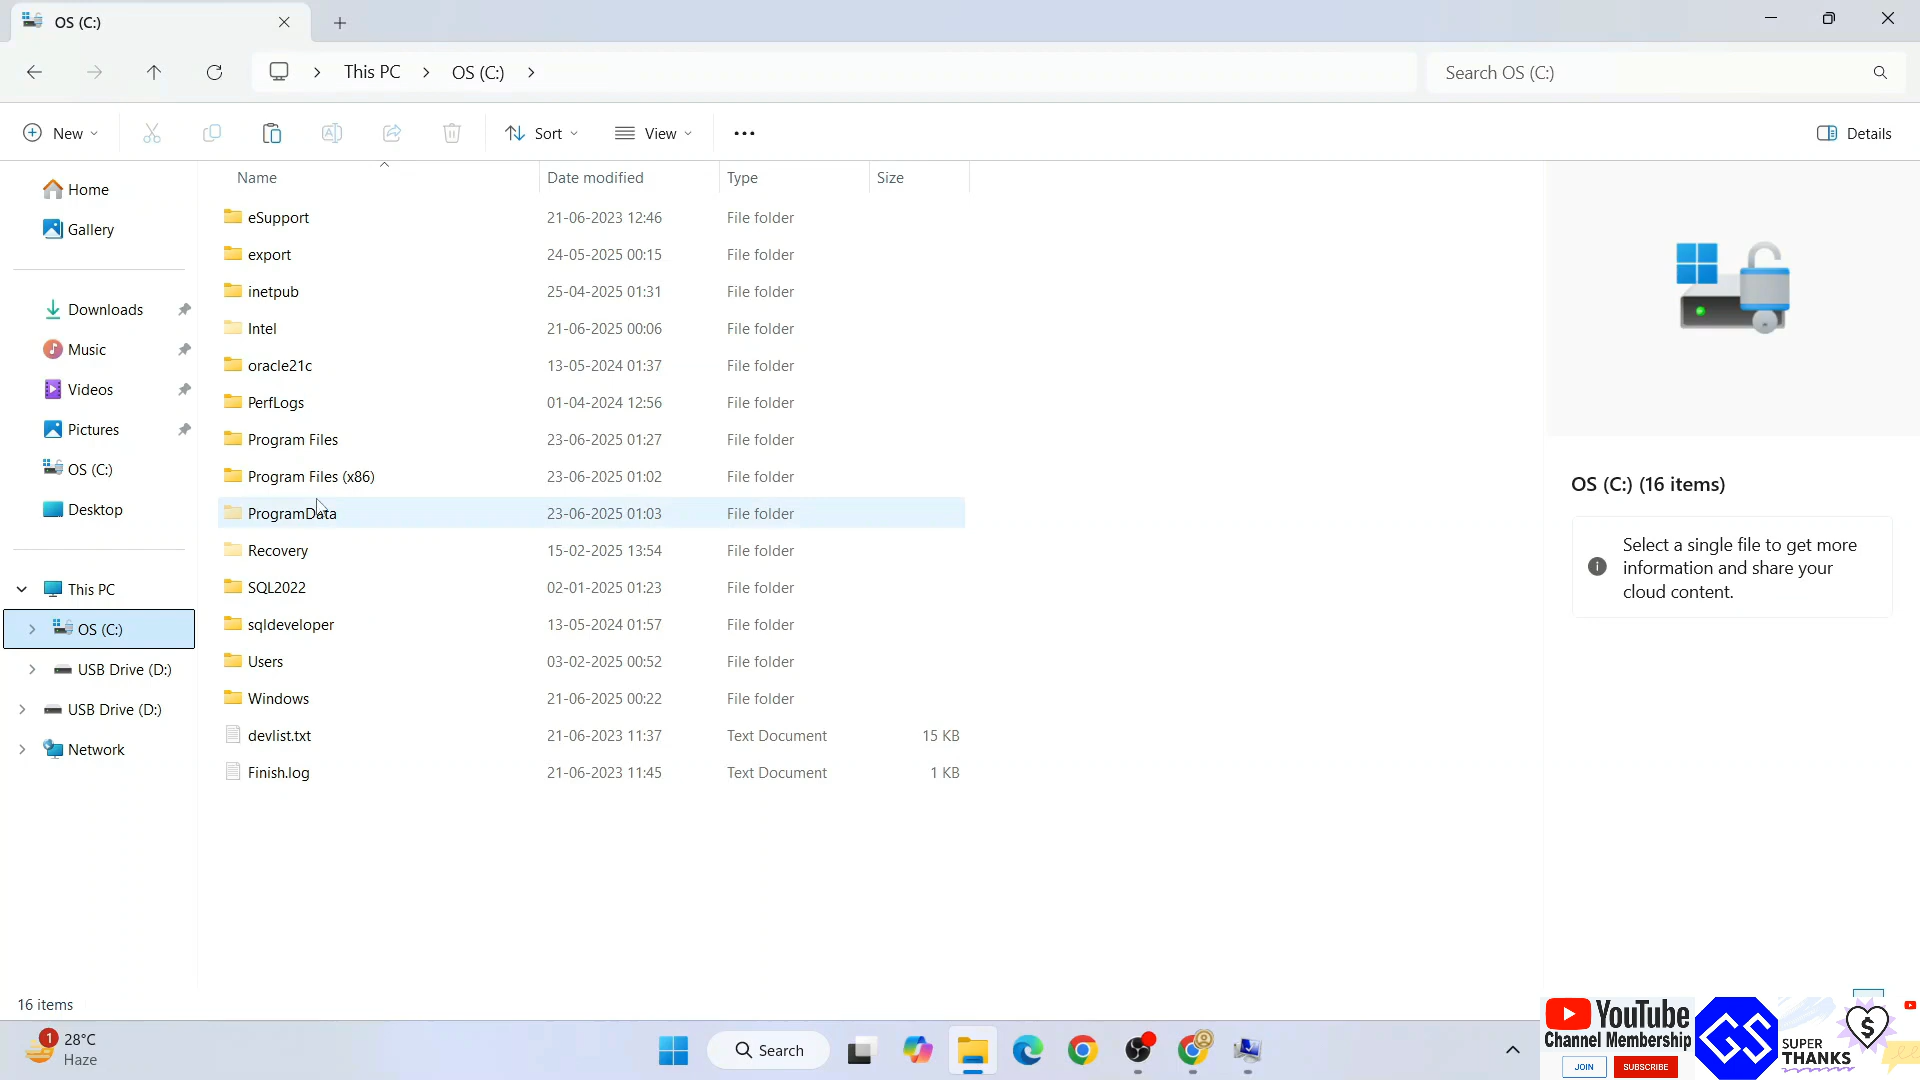 OS (C:)
This PC
OS (C:)
Search OS (C:)
New
Sort
View
Details
Home
Gallery
Downloads
Music
Videos
Pictures
OS (C:)
Desktop
This PC
OS (C:)
USB Drive (D:)
USB Drive (D:)
Network
Name Date modified Type Size
eSupport 21-06-2023 12:46 File folder
export 24-05-2025 00:15 File folder
inetpub 25-04-2025 01:31 File folder
Intel 21-06-2025 00:06 File folder
oracle21c 13-05-2024 01:37 File folder
PerfLogs 01-04-2024 12:56 File folder
Program Files 23-06-2025 01:27 File folder
Program Files (x86) 23-06-2025 01:02 File folder
ProgramData 23-06-2025 01:03 File folder
Recovery 15-02-2025 13:54 File folder
SQL2022 02-01-2025 01:23 File folder
sqldeveloper 13-05-2024 01:57 File folder
Users 03-02-2025 00:52 File folder
Windows 21-06-2025 00:22 File folder
devlist.txt 21-06-2023 11:37 Text Document 15 KB
Finish.log 21-06-2023 11:45 Text Document 1 KB
OS (C:) (16 items)
Select a single file to get more
information and share your
cloud content.
16 items
1
28°C
Haze
Search
YouTube
Channel Membership
JOIN
SUBSCRIBE
GS
SUPER
THANKS
$